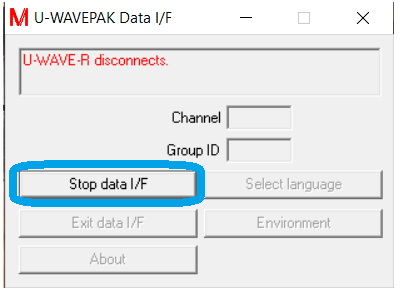 M U-WAVEPAK Data I/F
U-WAVE-R disconnects.
Channel
Group ID
Stop data I/F
Select language
Exit data I/F
Environment
About